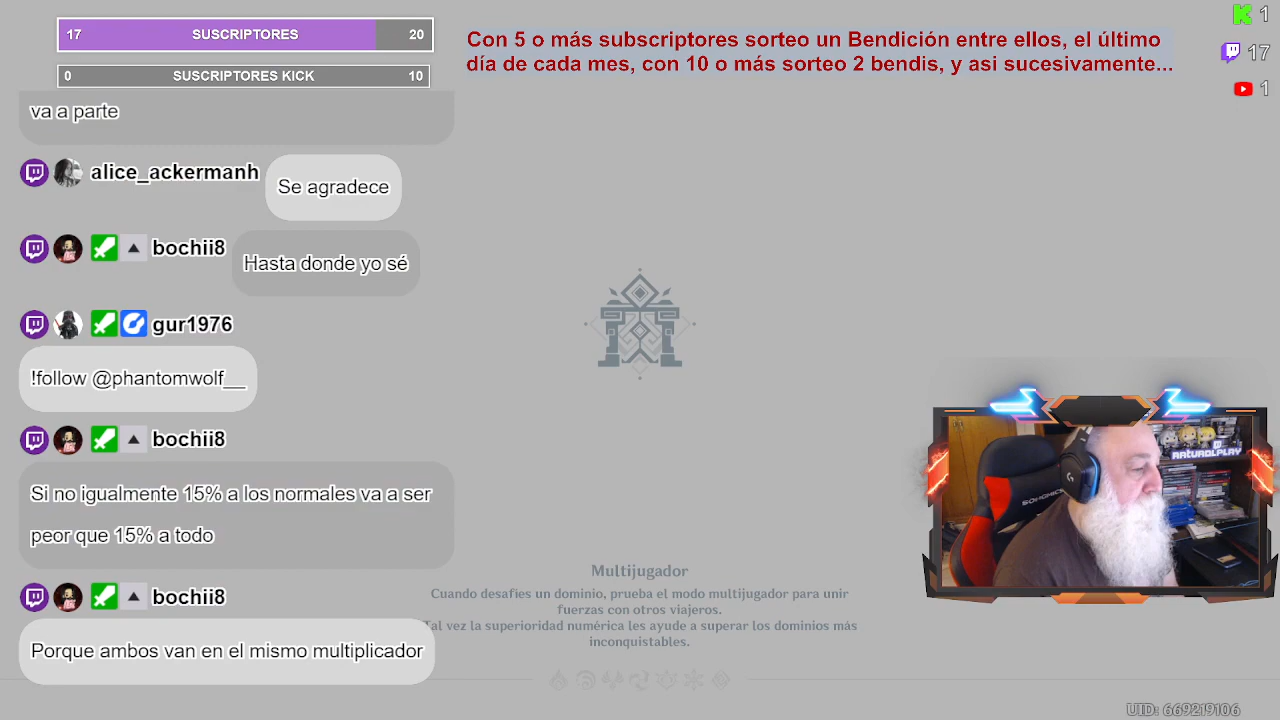 17 SUSCRIPTORES 20
0 SUSCRIPTORES KICK 10
Con 5 o más subscriptores sorteo un Bendición entre ellos, el último
día de cada mes, con 10 o más sorteo 2 bendis, y asi sucesivamente...
1
17
1
va a parte
alice_ackermanh
Se agradece
bochii8
Hasta donde yo sé
gur1976
!follow @phantomwolf__
bochii8
Si no igualmente 15% a los normales va a ser
peor que 15% a todo
bochii8
Porque ambos van en el mismo multiplicador
Multijugador
Cuando desafíes un dominio, prueba el modo multijugador para unir
fuerzas con otros viajeros.
Tal vez la superioridad numérica les ayude a superar los dominios más
inconquistables.
ARTUROLPLAY
SONGMICS
UID: 669219106